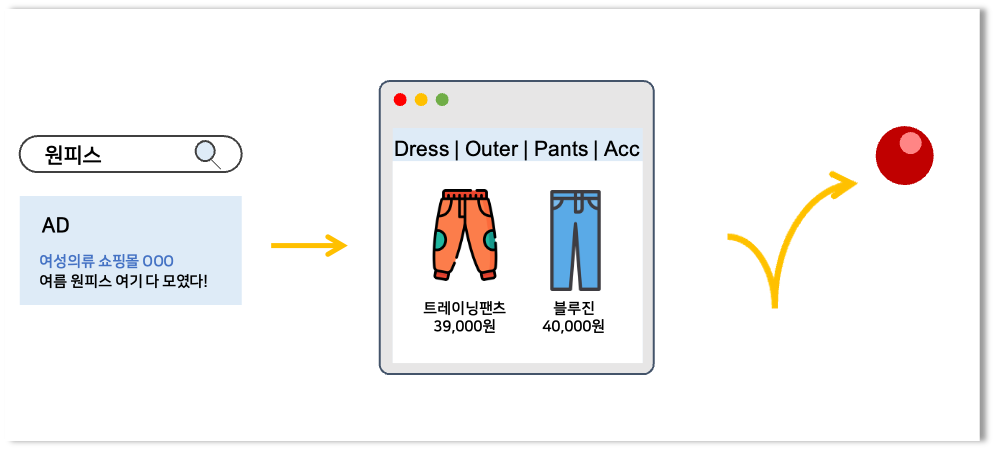 원피스
AD
여성의류 쇼핑몰 OOO
여름 원피스 여기 다 모였다!
Dress | Outer | Pants | Acc
트레이닝팬츠
39,000원
블루진
40,000원